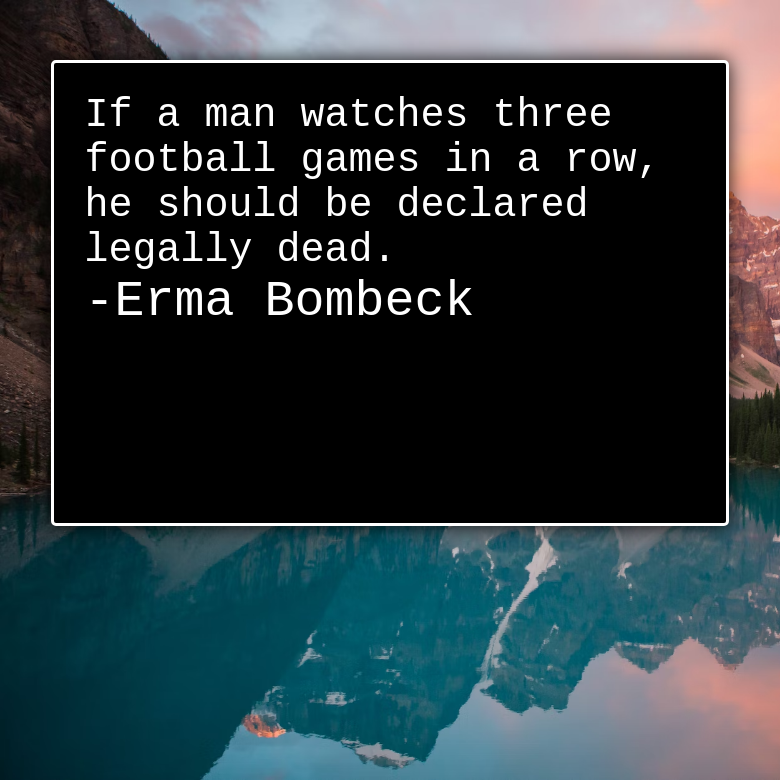 If a man watches three
football games in a row,
he should be declared
legally dead.
-Erma Bombeck